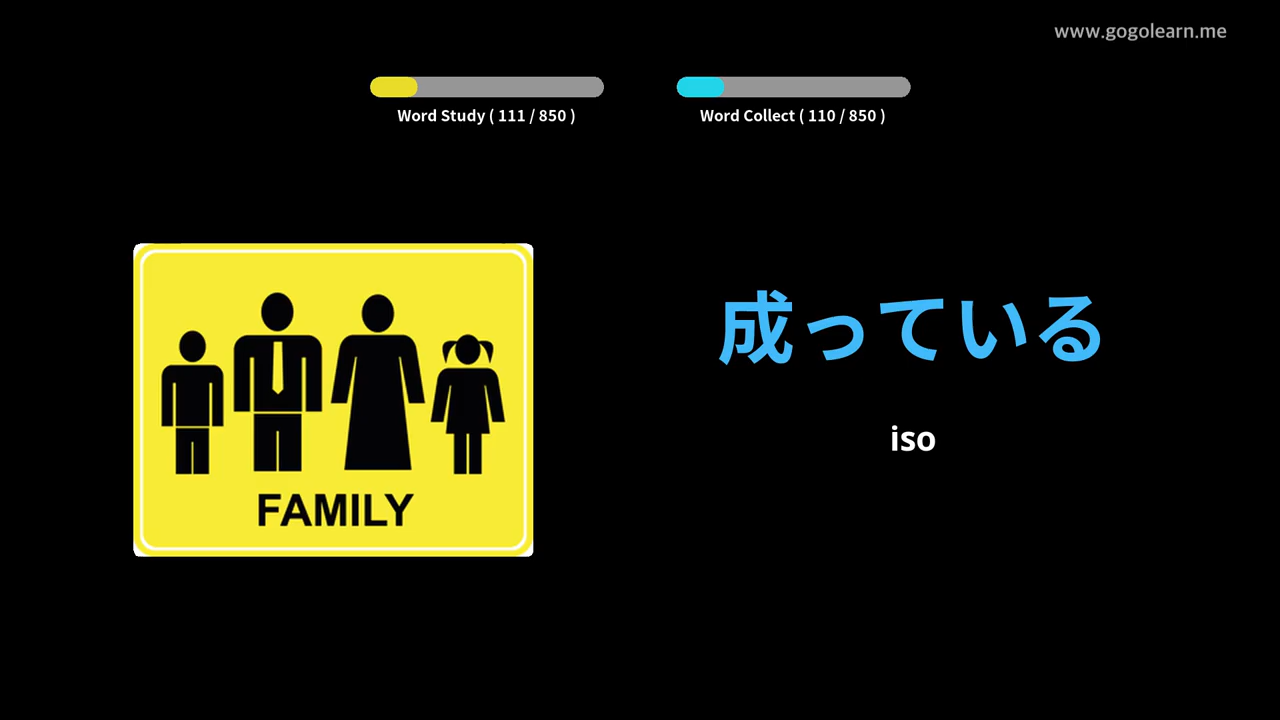 www.gogolearn.me
Word Study ( 111 / 850 )
Word Collect ( 110 / 850 )
成っている
iso
FAMILY